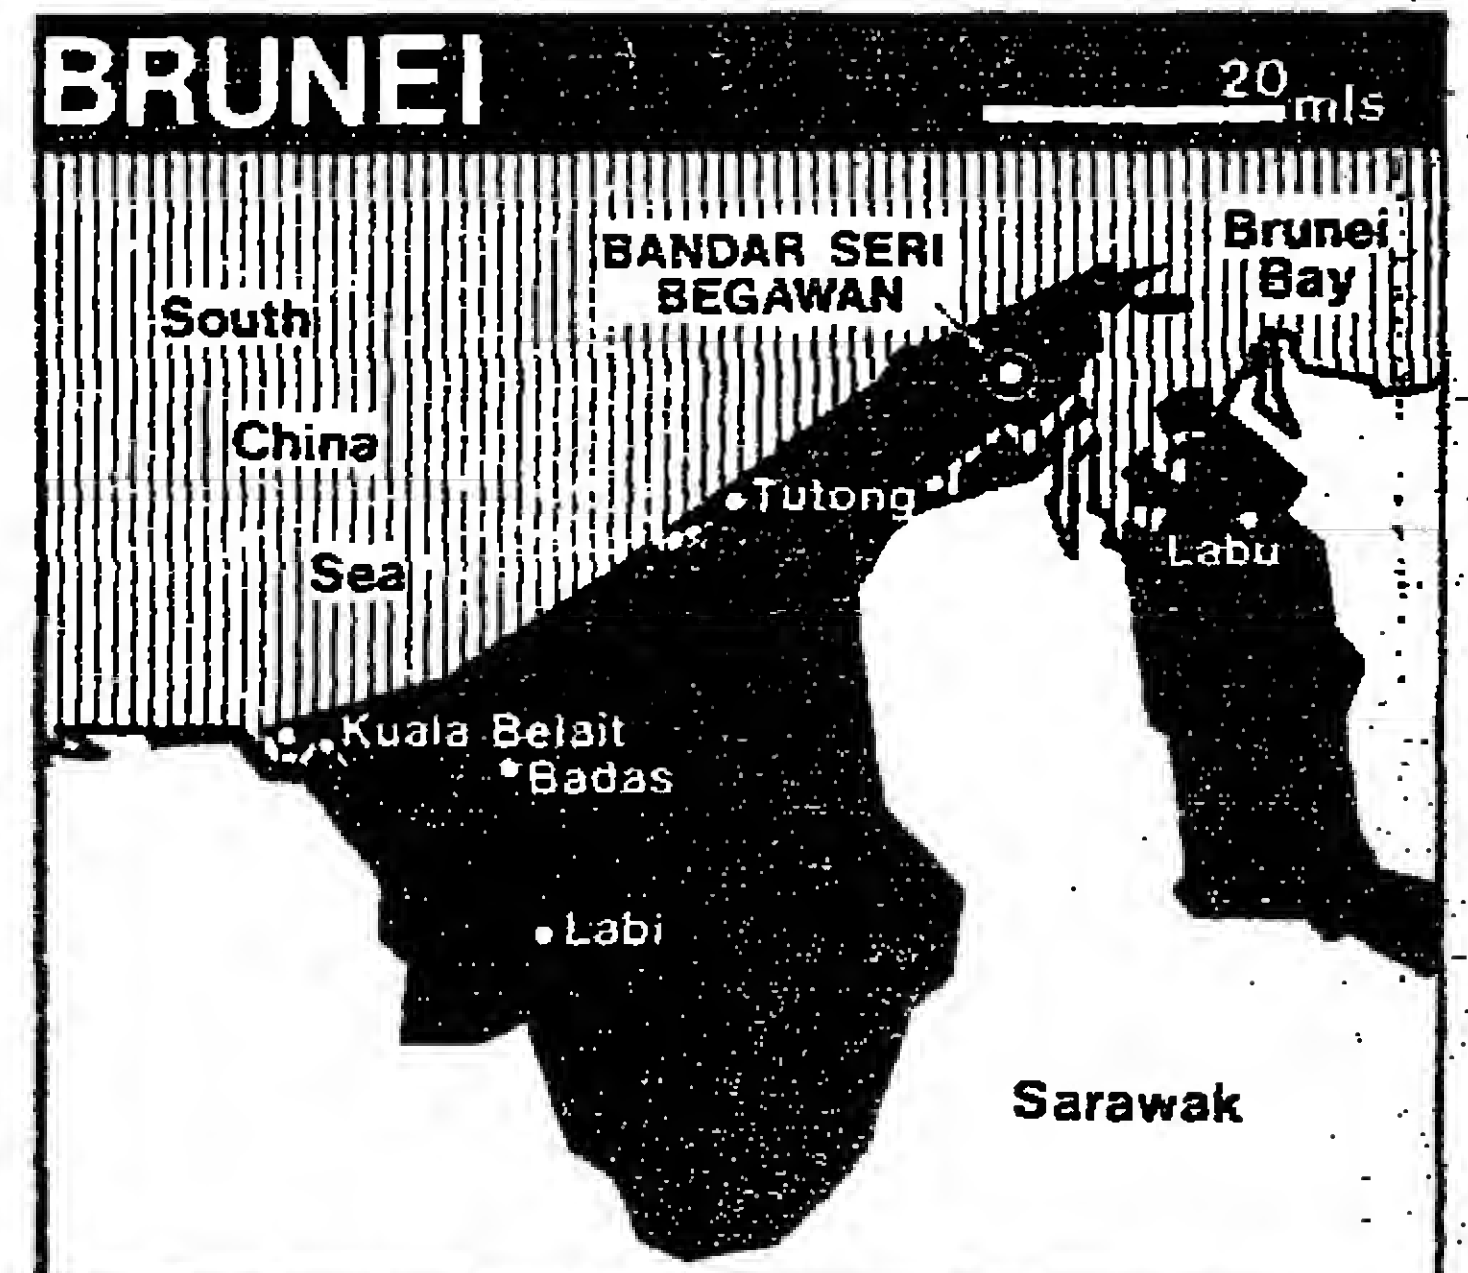 BRUNEI
20 mls
BANDAR SERI
BEGAWAN
Brunei
Bay
South
China
Sea
Tutong
Labu
Kuala Belait
Badas
Labi
Sarawak